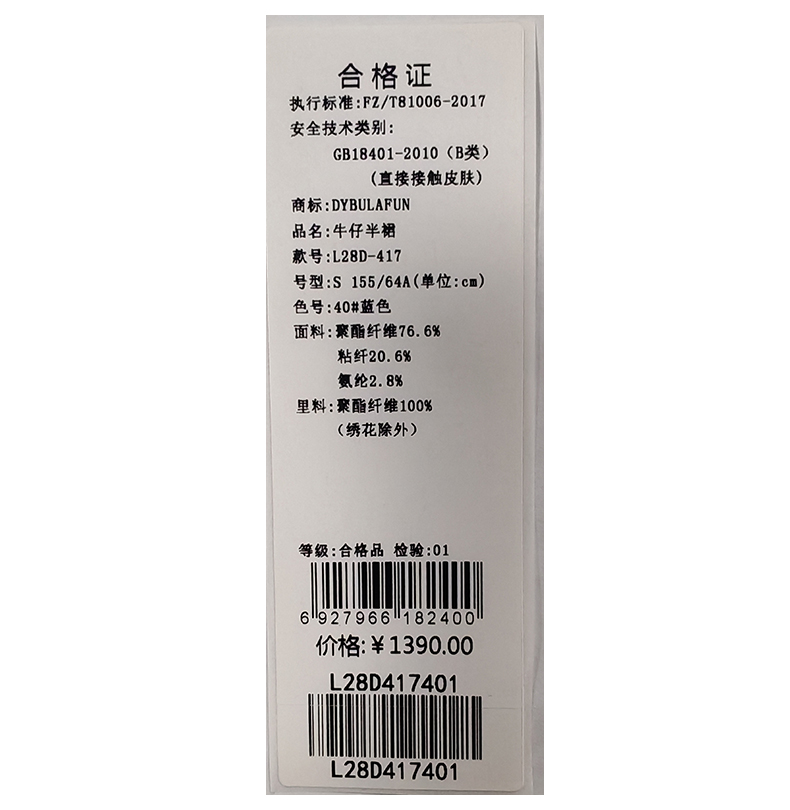 合格证
执行标准:FZ/T81006-2017
安全技术类别:
GB18401-2010（B类）
(直接接触皮肤)
商标:DYBULAFUN
品名:牛仔半裙
款号:L28D-417
号型:S 155/64A(单位:cm)
色号:40#蓝色
面料:聚酯纤维76.6%
粘纤20.6%
氨纶2.8%
里料:聚酯纤维100%
（绣花除外）
等级:合格品 检验:01
6 927966 182400
价格:￥1390.00
L28D417401
L28D417401